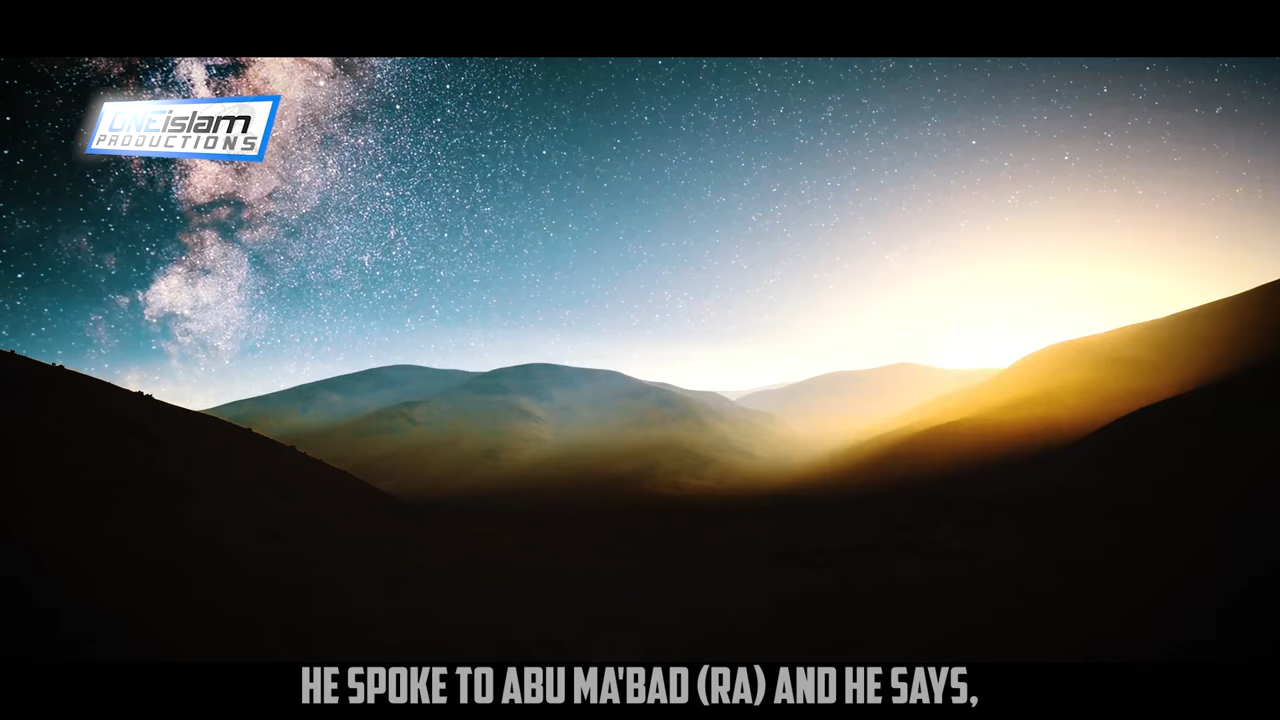 ONEislam
PRODUCTIONS
HE SPOKE TO ABU MA'BAD (RA) AND HE SAYS,